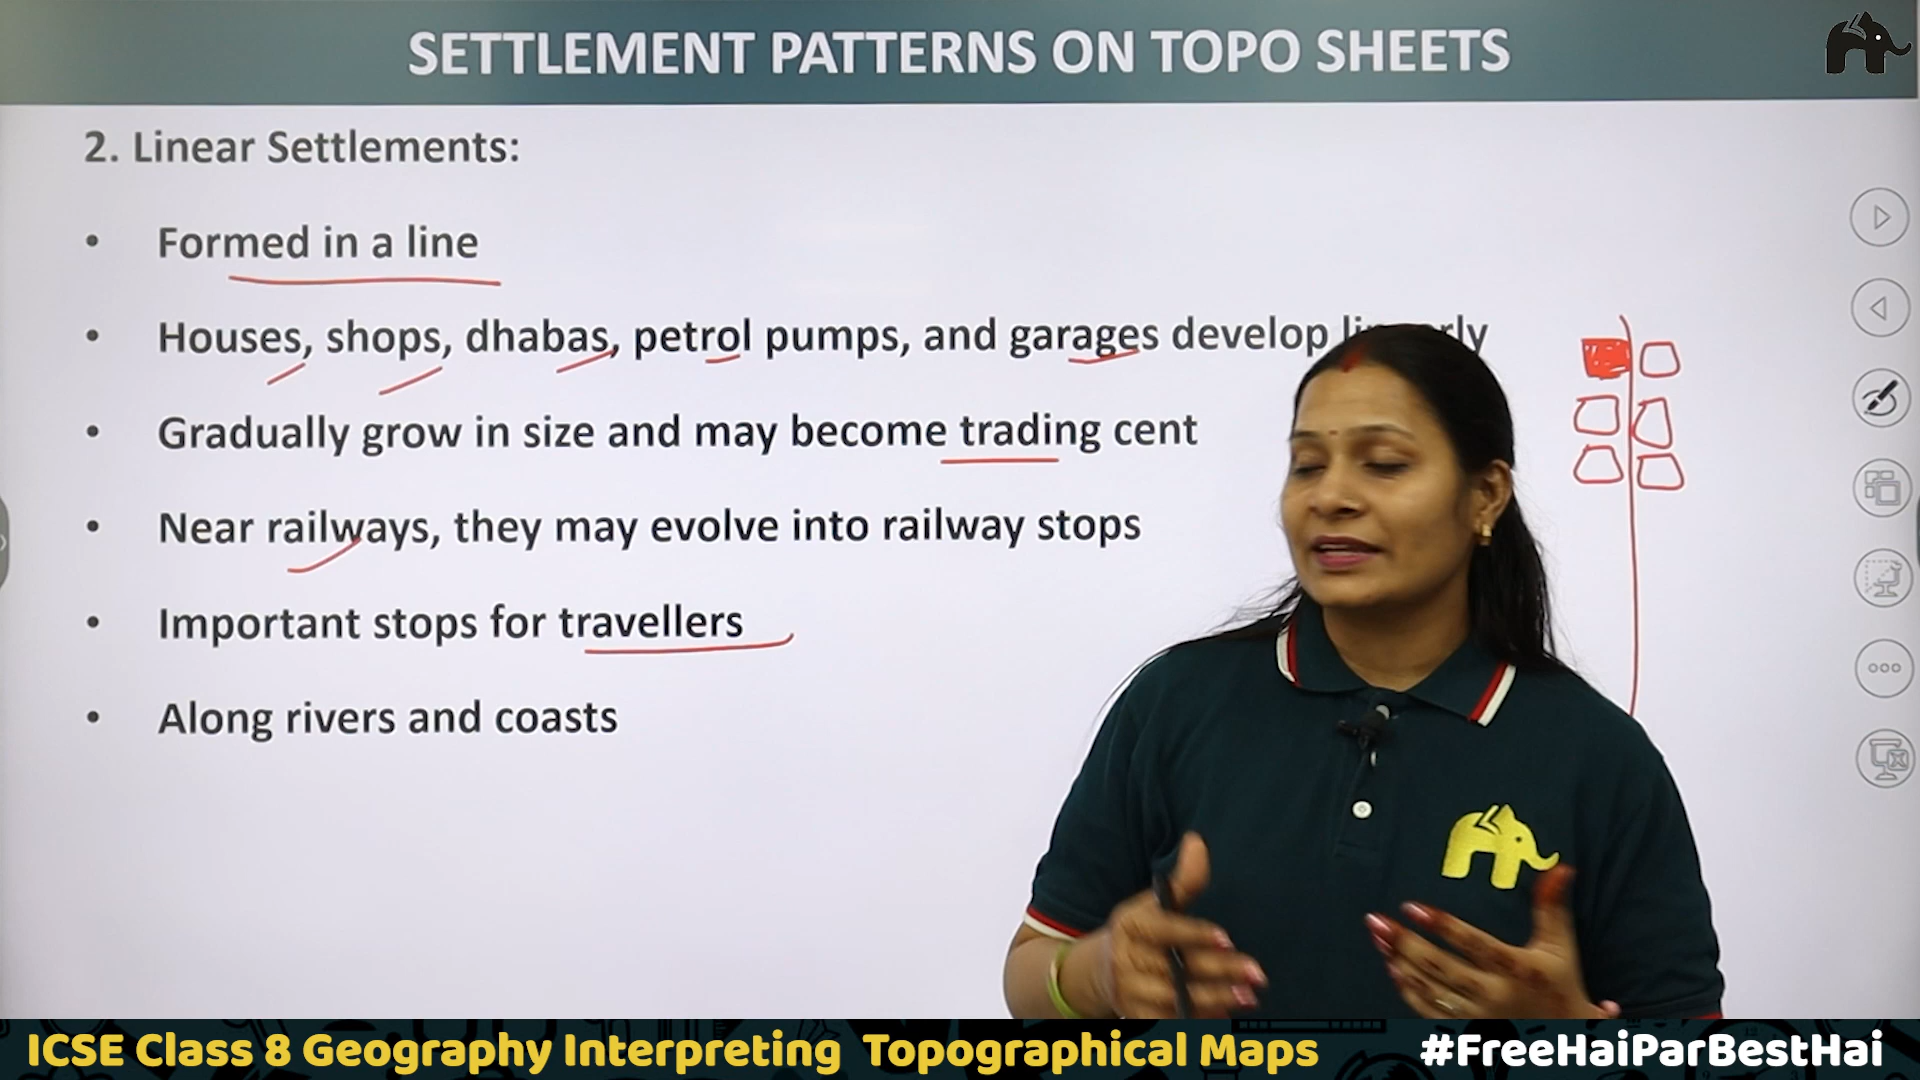 SETTLEMENT PATTERNS ON TOPO SHEETS
2. Linear Settlements:
• Formed in a line
• Houses, shops, dhabas, petrol pumps, and garages develop
• Gradually grow in size and may become trading cent
• Near railways, they may evolve into railway stops
• Important stops for travellers
• Along rivers and coasts
ICSE Class 8 Geography Interpreting Topographical Maps #FreeHaiParBestHai